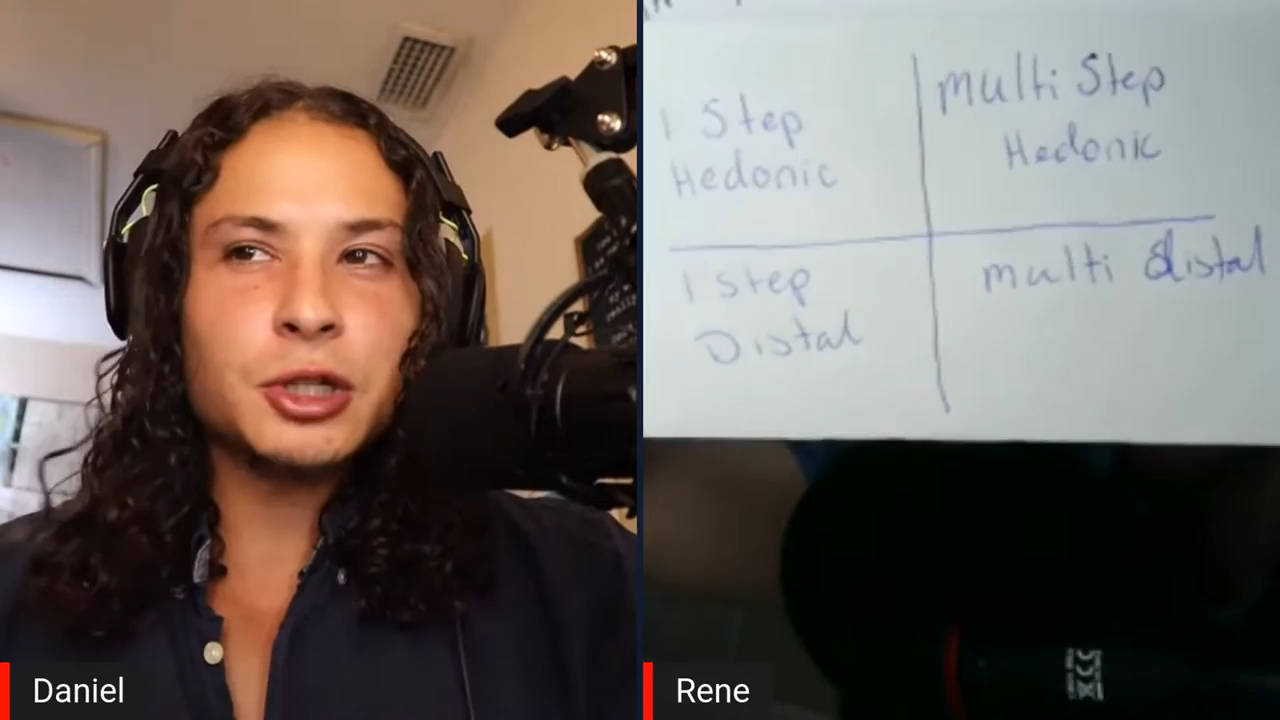 1 Step
Hedonic
multi Step
Hedonic
1 step
Distal
multi distal
Daniel
Rene